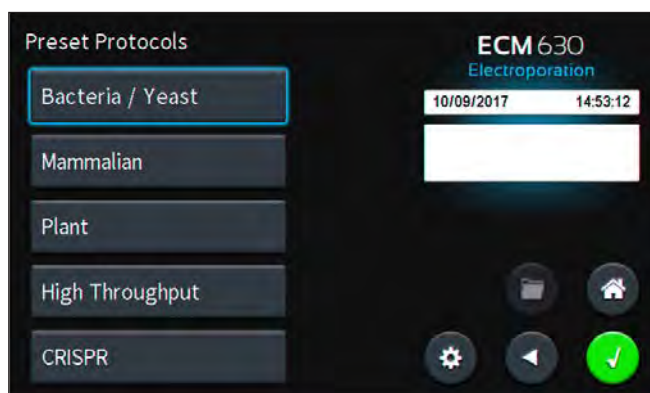 Preset Protocols
Bacteria / Yeast
Mammalian
Plant
High Throughput
CRISPR
ECM 630
Electroporation
10/09/2017 14:53:12